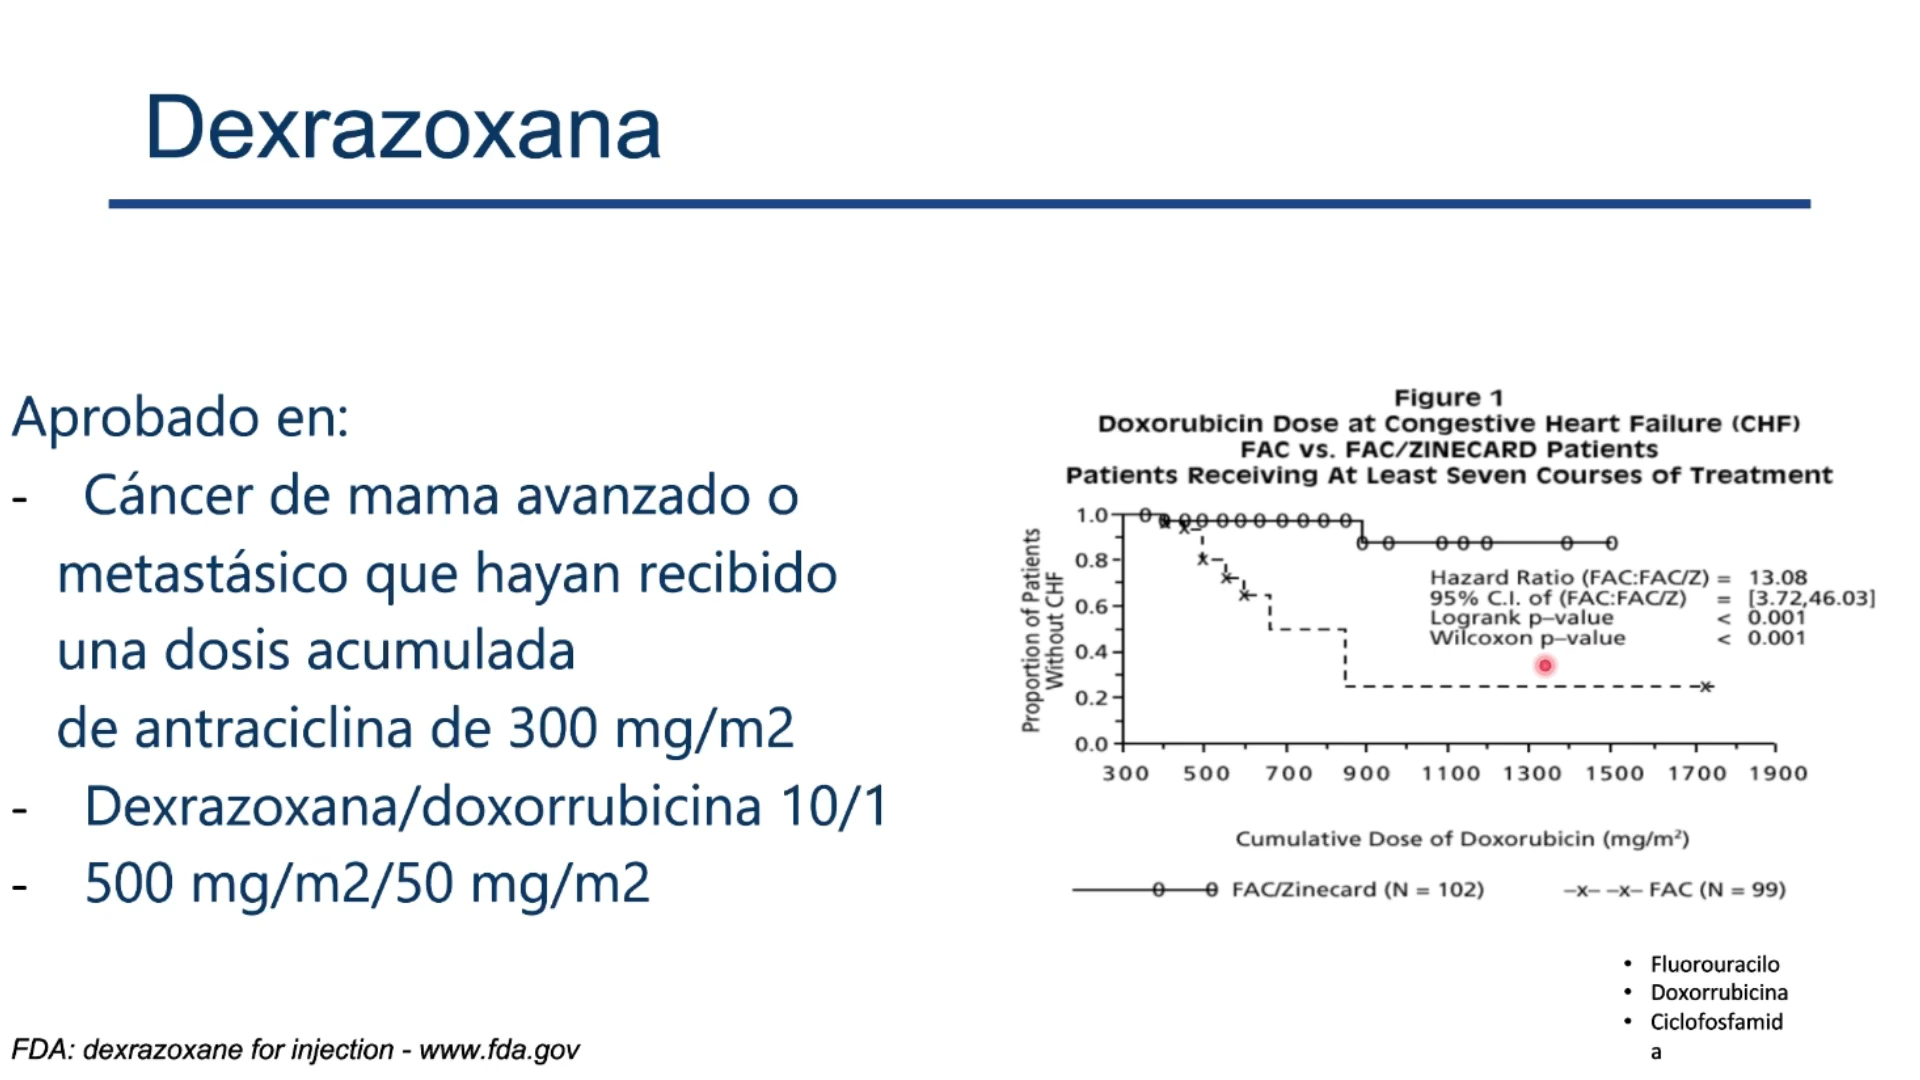 Dexrazoxana
Aprobado en:
- Cáncer de mama avanzado o
metastásico que hayan recibido
una dosis acumulada
de antraciclina de 300 mg/m2
- Dexrazoxana/doxorrubicina 10/1
- 500 mg/m2/50 mg/m2
FDA: dexrazoxane for injection - www.fda.gov
Figure 1
Doxorubicin Dose at Congestive Heart Failure (CHF)
FAC vs. FAC/ZINECARD Patients
Patients Receiving At Least Seven Courses of Treatment
Proportion of Patients
Without CHF
1.0
0.8
0.6
0.4
0.2
0.0
Hazard Ratio (FAC:FAC/Z) = 13.08
95% C.I. of (FAC:FAC/Z) = [3.72,46.03]
Logrank p-value < 0.001
Wilcoxon p-value < 0.001
300 500 700 900 1100 1300 1500 1700 1900
Cumulative Dose of Doxorubicin (mg/m²)
FAC/Zinecard (N = 102) -x- -x- FAC (N = 99)
• Fluorouracilo
• Doxorrubicina
• Ciclofosfamid
a